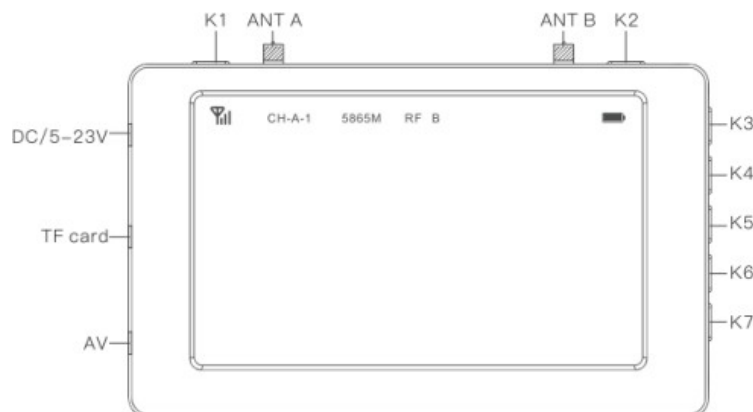 K1 ANT A ANT B K2
CH-A-1 5865M RF B
K3
DC/5-23V
K4
K5
TF card
K6
K7
AV